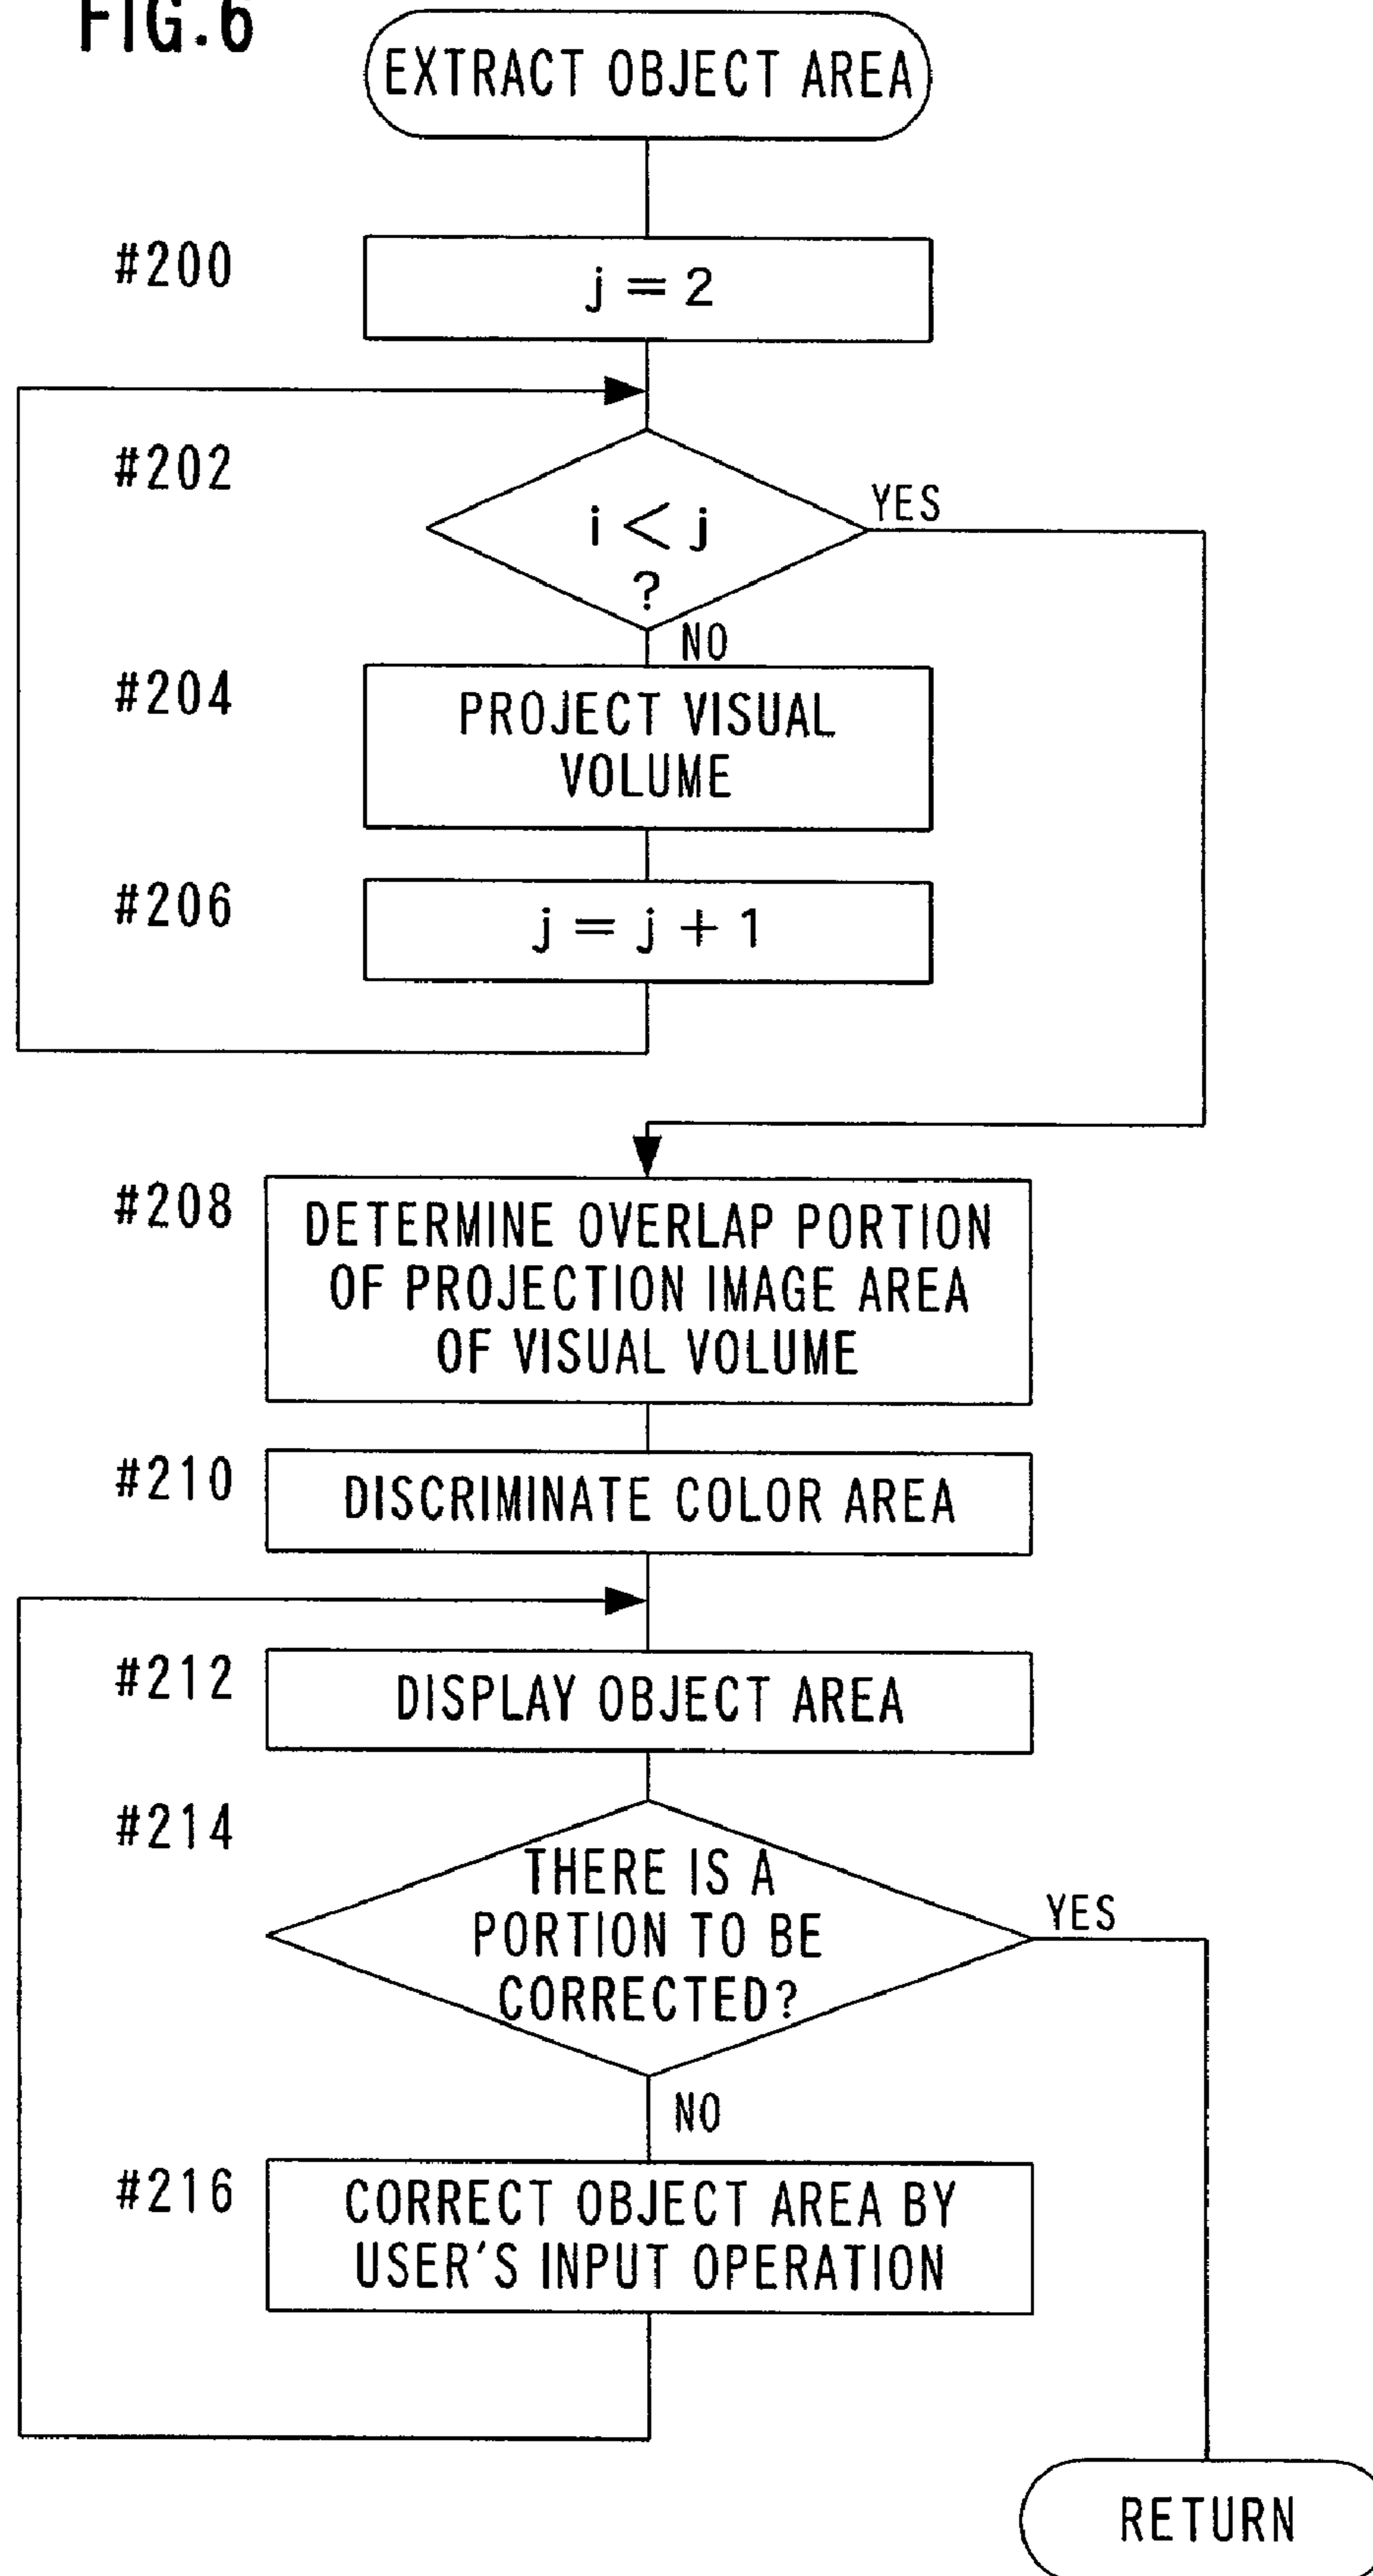 FIG.6
EXTRACT OBJECT AREA
#200
j = 2
#202
i < j
?
YES
NO
#204
PROJECT VISUAL
VOLUME
#206
j = j + 1
#208
DETERMINE OVERLAP PORTION
OF PROJECTION IMAGE AREA
OF VISUAL VOLUME
#210
DISCRIMINATE COLOR AREA
#212
DISPLAY OBJECT AREA
#214
THERE IS A
PORTION TO BE
CORRECTED?
YES
NO
#216
CORRECT OBJECT AREA BY
USER'S INPUT OPERATION
RETURN